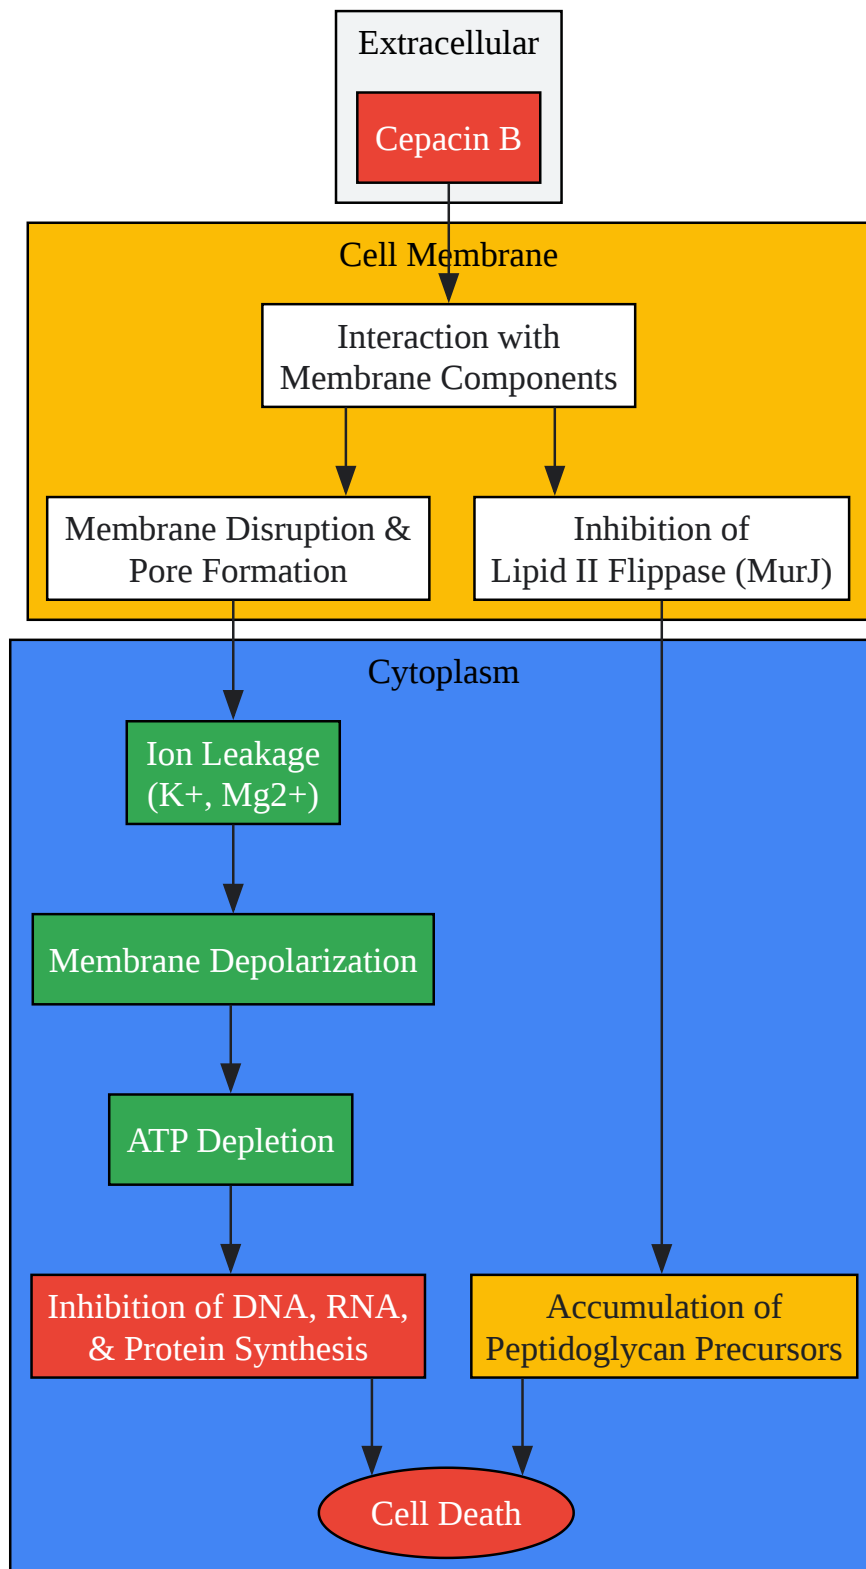 Extracellular
Cepacin B
Cell Membrane
Interaction with
Membrane Components
Membrane Disruption &
Pore Formation
Inhibition of
Lipid II Flippase (MurJ)
Cytoplasm
Ion Leakage
(K+, Mg2+)
Membrane Depolarization
ATP Depletion
Inhibition of DNA, RNA,
& Protein Synthesis
Accumulation of
Peptidoglycan Precursors
Cell Death